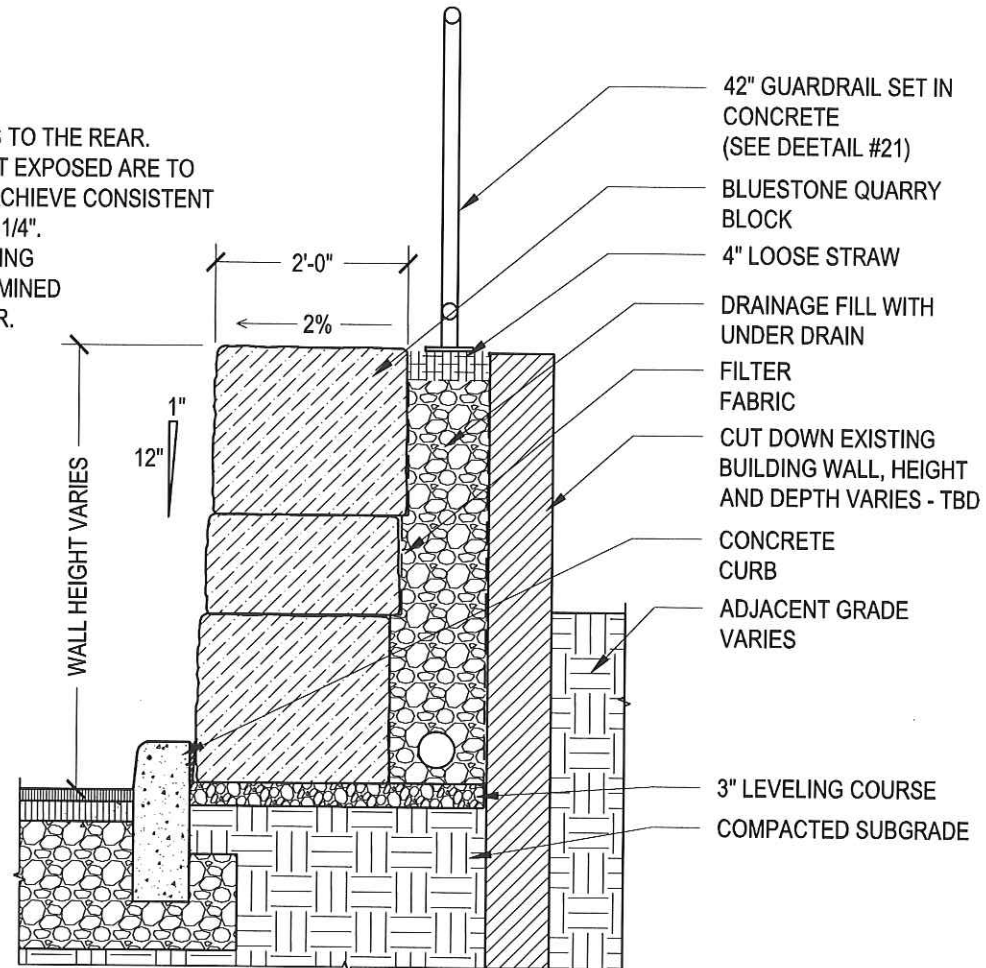 TO THE REAR.
T EXPOSED ARE TO
CHIEVE CONSISTENT
1/4".
ING
MINED
R.
2'-0"
2%
1"
12"
WALL HEIGHT VARIES
42" GUARDRAIL SET IN
CONCRETE
(SEE DEETAIL #21)
BLUESTONE QUARRY
BLOCK
4" LOOSE STRAW
DRAINAGE FILL WITH
UNDER DRAIN
FILTER
FABRIC
CUT DOWN EXISTING
BUILDING WALL, HEIGHT
AND DEPTH VARIES - TBD
CONCRETE
CURB
ADJACENT GRADE
VARIES
3" LEVELING COURSE
COMPACTED SUBGRADE